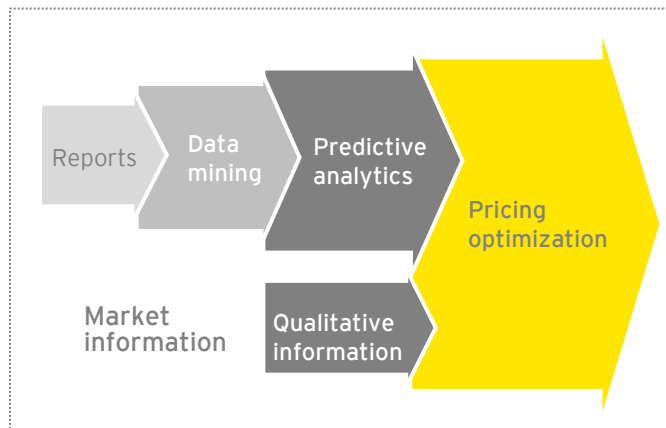 Reports
Data
mining
Predictive
analytics
Pricing
optimization
Market
information
Qualitative
information